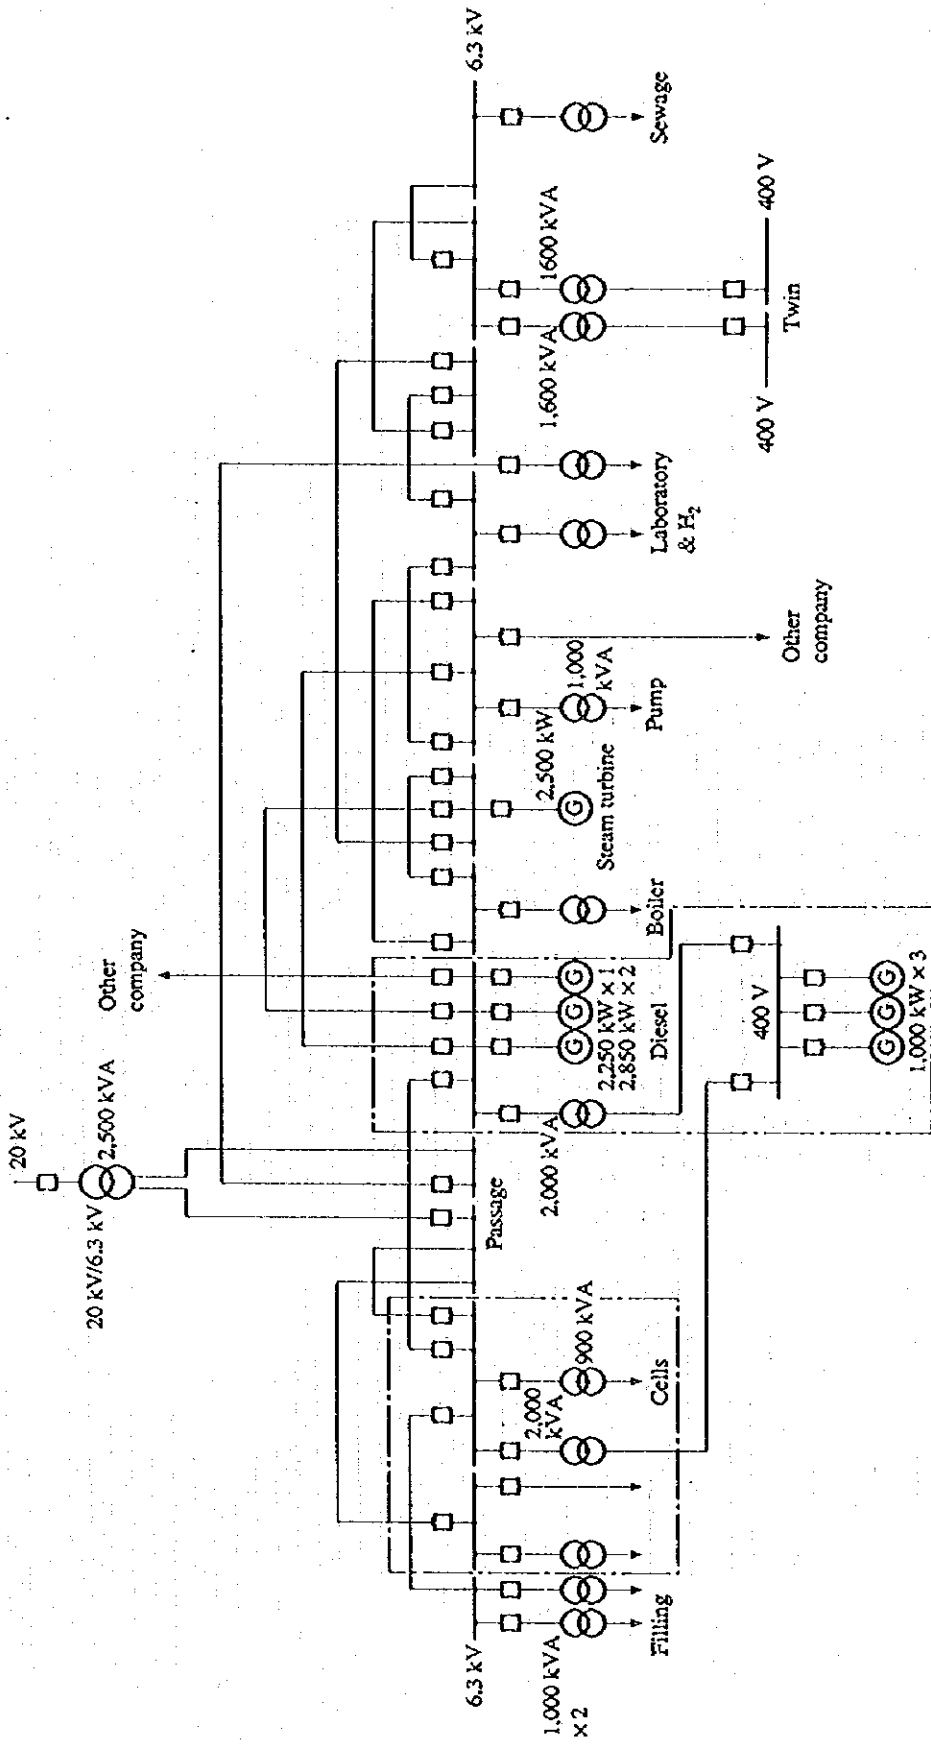 20 kV
20 kV/6.3 kV
2,500 kVA
Other
company
6.3 kV
6.3 kV
Passage
1,000 kVA
× 2
Filling
2,000
kVA
900 kVA
Cells
2,000 kVA
2,250 kW × 1
2,850 kW × 2
Diesel
G
G
G
Boiler
2,500 kW
G
Steam turbine
1,000
kVA
Pump
Other
company
Laboratory
& H₂
1,600 kVA
1600 kVA
400 V
400 V
Twin
Sewage
400 V
G
G
G
1,000 kW × 3